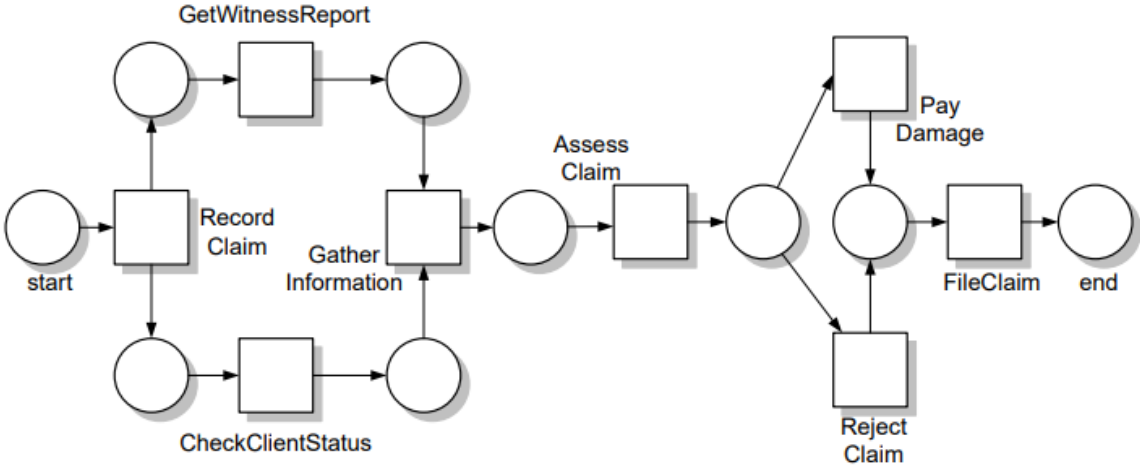 GetWitnessReport
Pay
Damage
Assess
Claim
Record
Claim
Gather
Information
start
FileClaim
end
CheckClientStatus
Reject
Claim